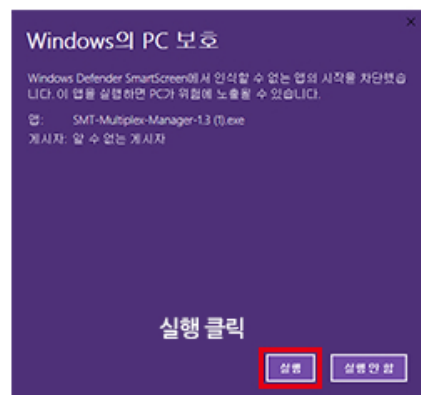 Windows의 PC 보호
Windows Defender SmartScreen에서 인식할 수 없는 앱의 시작을 차단했습
니다. 이 앱을 실행하면 PC가 위험에 노출될 수 있습니다.
앱: SMT-Multiplex-Manager-1.3 (1).exe
게시자: 알 수 없는 게시자
실행 클릭
실행
실행 안 함